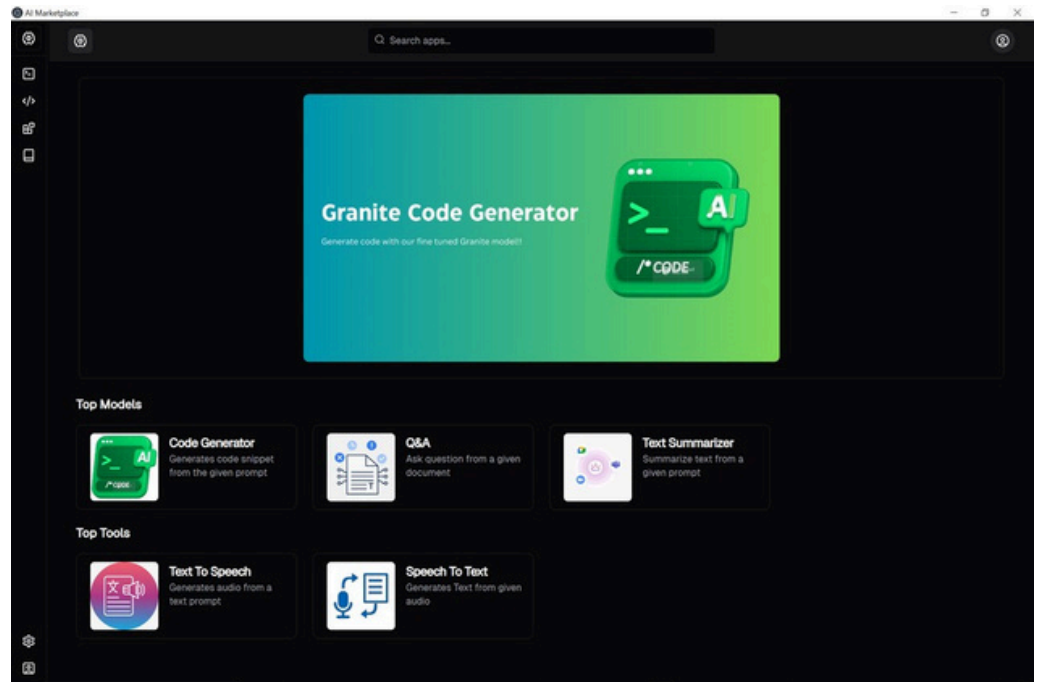 AI Marketplace
Search apps...
Granite Code Generator
Generate code with our fine tuned Granite model!!
>_ AI
/*CODE
Top Models
>_ AI
/*CODE
Code Generator
Generates code snippet
from the given prompt
T
Q&A
Ask question from a given
document
Text Summarizer
Summarize text from a
given prompt
Top Tools
文
Text To Speech
Generates audio from a
text prompt
Speech To Text
Generates Text from given
audio